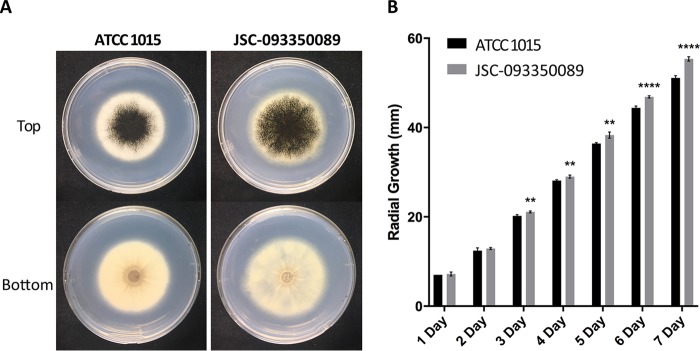 A
ATCC 1015
JSC-093350089
Top
Bottom
B
ATCC 1015
JSC-093350089
Radial Growth (mm)
60
40
20
0
**
**
**
****
****
1 Day
2 Day
3 Day
4 Day
5 Day
6 Day
7 Day